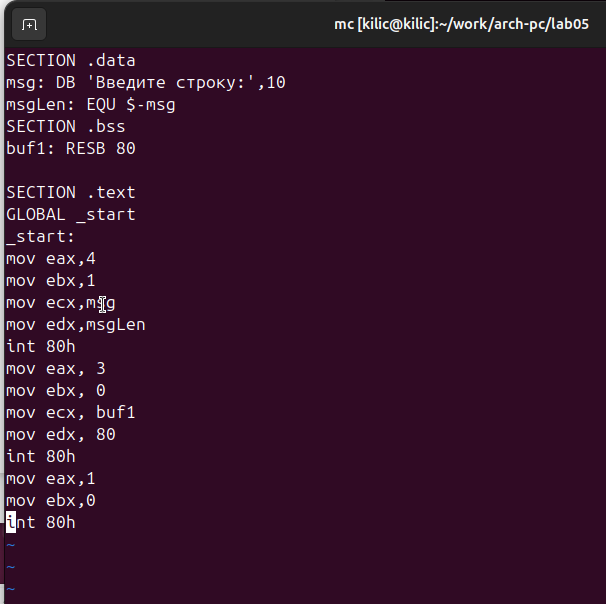 mc [kilic@kilic]:~/work/arch-pc/lab05
SECTION .data
msg: DB 'Введите строку:',10
msgLen: EQU $-msg
SECTION .bss
buf1: RESB 80

SECTION .text
GLOBAL _start
_start:
mov eax,4
mov ebx,1
mov ecx,msg
mov edx,msgLen
int 80h
mov eax, 3
mov ebx, 0
mov ecx, buf1
mov edx, 80
int 80h
mov eax,1
mov ebx,0
int 80h
~
~
~